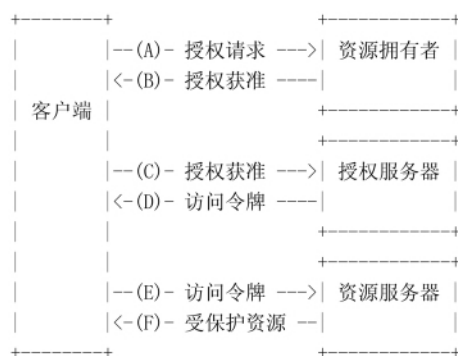 +--------+ +---------------+
| |--(A)- 授权请求 --->| 资源拥有者 |
| |<-(B)- 授权获准 ----| |
| 客户端 | +---------------+
| | +---------------+
| |--(C)- 授权获准 --->| 授权服务器 |
| |<-(D)- 访问令牌 ----| |
| | +---------------+
| | +---------------+
| |--(E)- 访问令牌 --->| 资源服务器 |
| |<-(F)- 受保护资源 --| |
+--------+ +---------------+